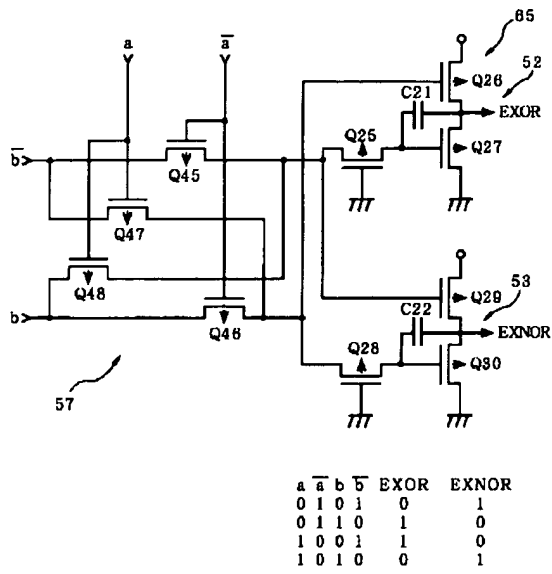 a a̅
65
52
Q26
C21
EXOR
Q25
b̅
Q45
Q27
Q47
Q48
Q29
53
C22
b
Q46
EXNOR
Q28
Q30
57
a a̅ b b̅ EXOR EXNOR
0 1 0 1 0 1
0 1 1 0 1 0
1 0 0 1 1 0
1 0 1 0 0 1